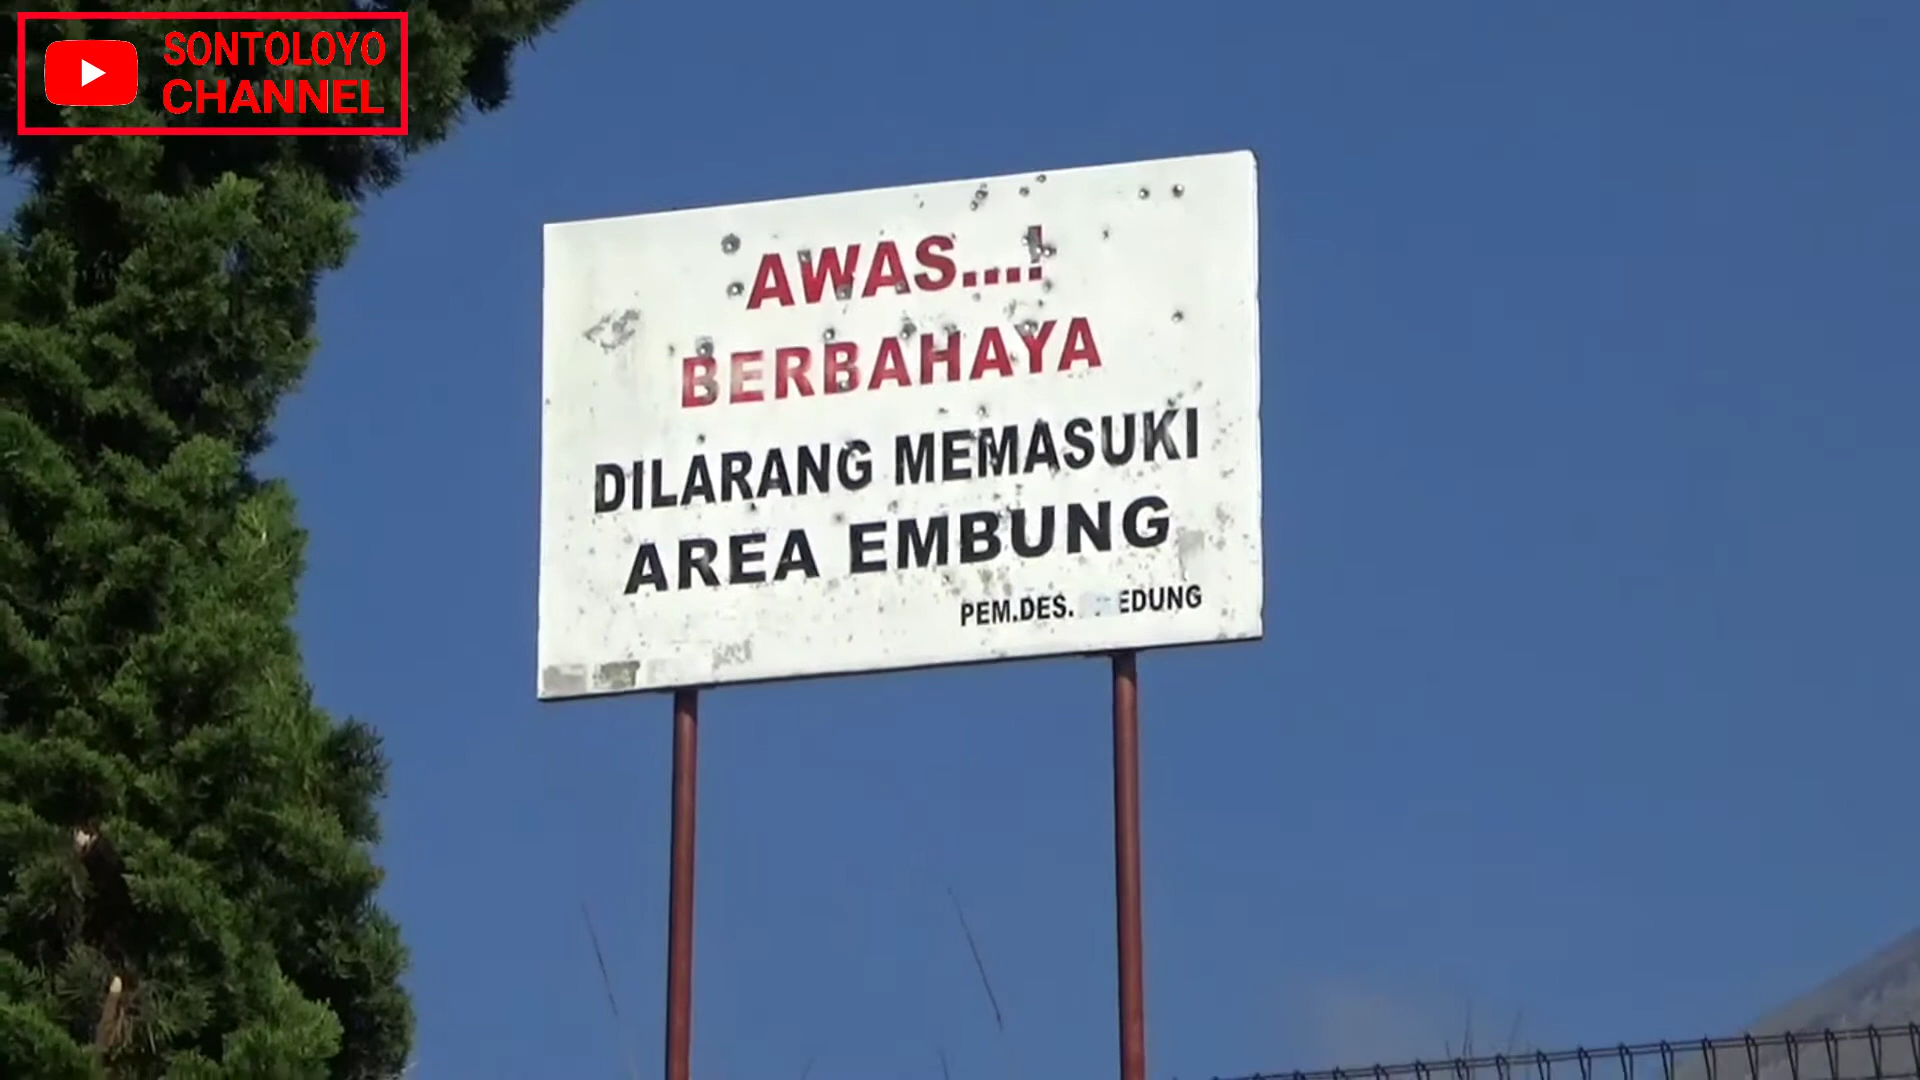 SONTOLOYO
CHANNEL
AWAS....!
BERBAHAYA
DILARANG MEMASUKI
AREA EMBUNG
PEM.DES.